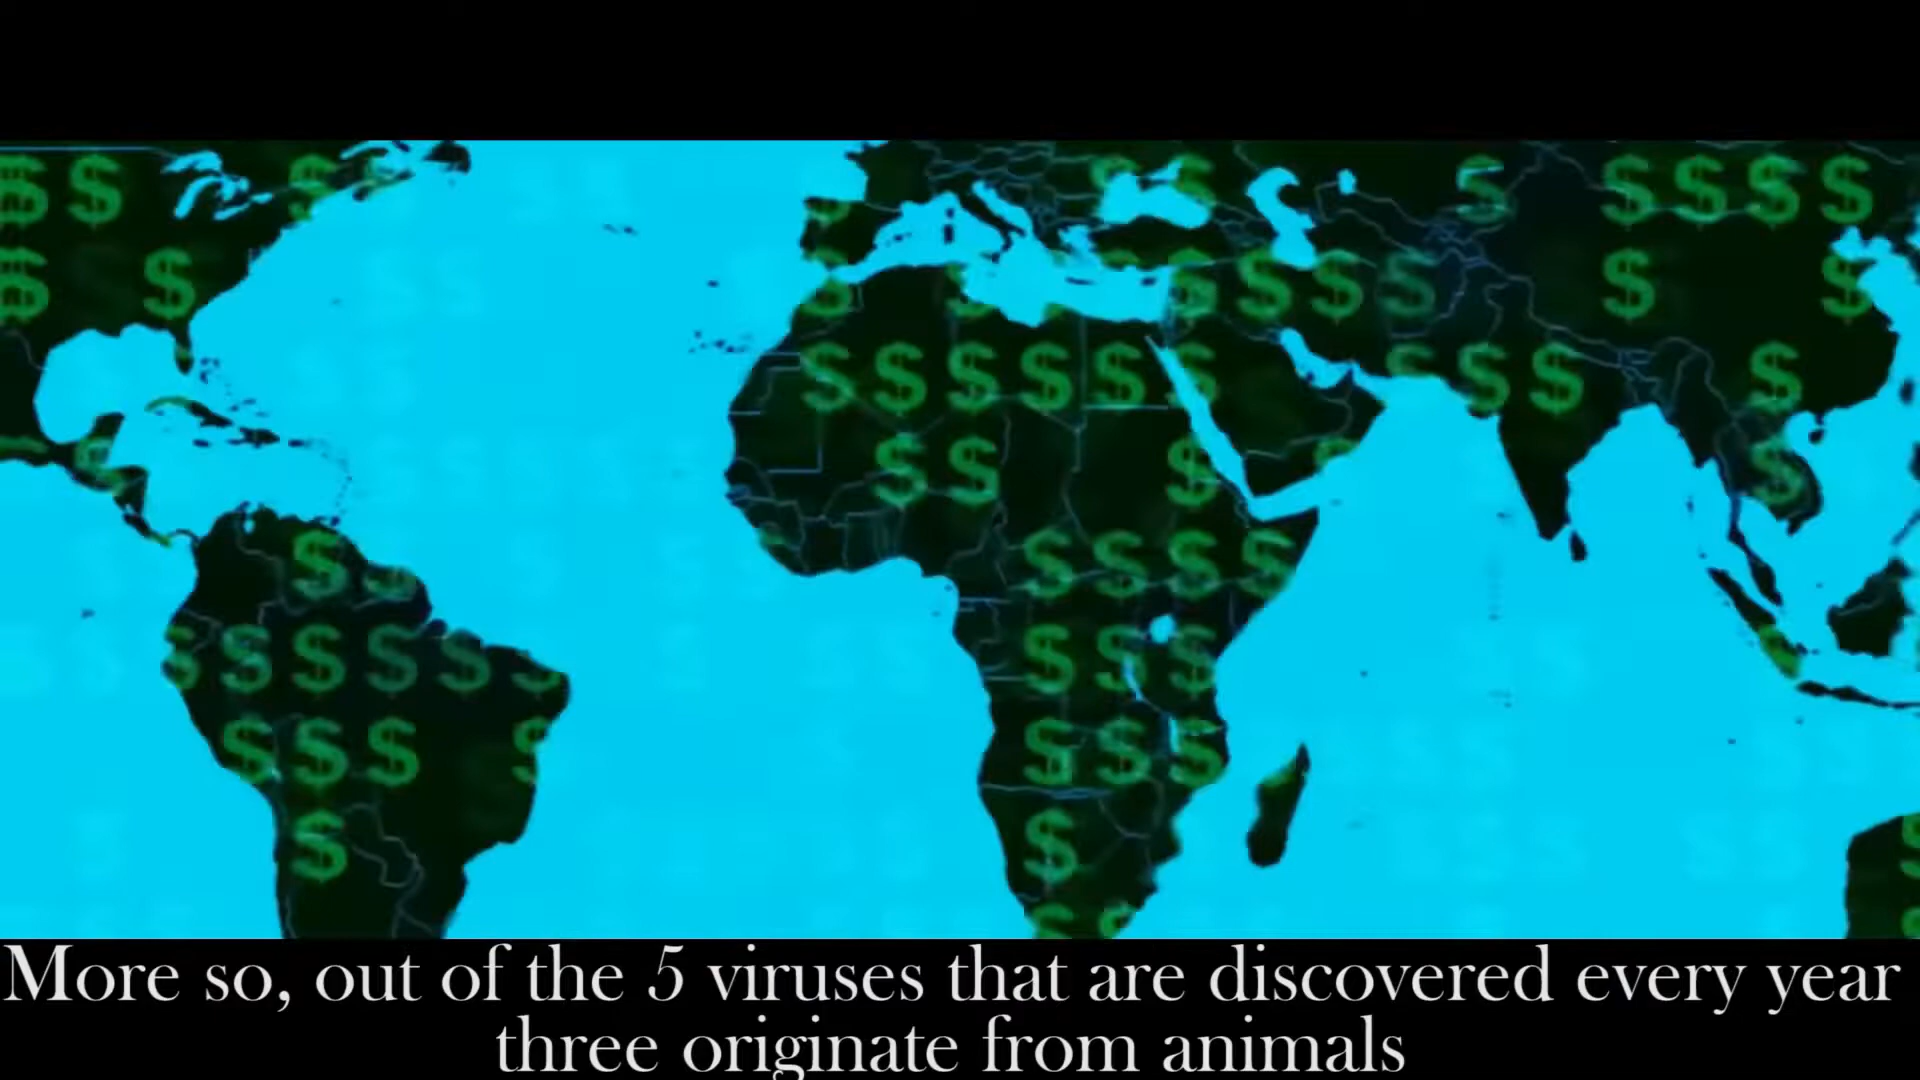 $ $ $ $ $ $ $ $ $ $
$ $ $ $ $ $ $ $ $ $
$ $ $ $ $ $ $ $ $ $
$ $ $ $
$ $ $ $ $ $
$ $ $ $ $ $ $ $ $
$ $ $ $ $ $ $
$ $
More so, out of the 5 viruses that are discovered every year
three originate from animals